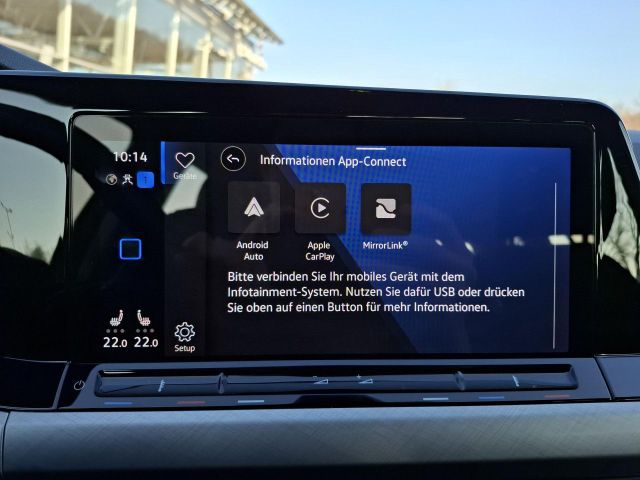 10:14
1
Geräte
Informationen App-Connect
Android
Auto
Apple
CarPlay
MirrorLink®
Bitte verbinden Sie Ihr mobiles Gerät mit dem
Infotainment-System. Nutzen Sie dafür USB oder drücken
Sie oben auf einen Button für mehr Informationen.
22.0 22.0
Setup